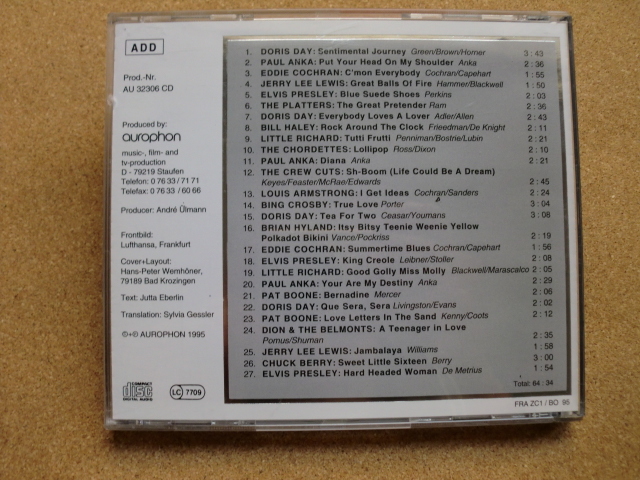 ADD
Prod.-Nr.
AU 32306 CD
Produced by:
aurophon
music-, film- and
tv-production
D - 79219 Staufen
Telefon: 0 76 33 / 71 71
Telefax: 0 76 33 / 60 66
Producer: André Ülmann
Frontbild:
Lufthansa, Frankfurt
Cover+Layout:
Hans-Peter Wernhöner,
79189 Bad Krozingen
Text: Jutta Eberlin
Translation: Sylvia Gessler
©+℗ AUROPHON 1995
COMPACT
disc
DIGITAL AUDIO
LC 7709
1. DORIS DAY: Sentimental Journey Green/Brown/Horner 3:43
2. PAUL ANKA: Put Your Head On My Shoulder Anka 2:36
3. EDDIE COCHRAN: C'mon Everybody Cochran/Capehart 1:55
4. JERRY LEE LEWIS: Great Balls Of Fire Hammer/Blackwell 1:50
5. ELVIS PRESLEY: Blue Suede Shoes Perkins 2:03
6. THE PLATTERS: The Great Pretender Ram 2:36
7. DORIS DAY: Everybody Loves A Lover Adler/Allen 2:43
8. BILL HALEY: Rock Around The Clock Frieedman/De Knight 2:11
9. LITTLE RICHARD: Tutti Frutti Penniman/Bostrie/Lubin 2:21
10. THE CHORDETTES: Lollipop Ross/Dixon 2:10
11. PAUL ANKA: Diana Anka 2:21
12. THE CREW CUTS: Sh-Boom (Life Could Be A Dream)
Keyes/Feaster/McRae/Edwards 2:45
13. LOUIS ARMSTRONG: I Get Ideas Cochran/Sanders 2:24
14. BING CROSBY: True Love Porter 3:04
15. DORIS DAY: Tea For Two Ceasar/Youmans 3:08
16. BRIAN HYLAND: Itsy Bitsy Teenie Weenie Yellow
Polkadot Bikini Vance/Pockriss 2:19
17. EDDIE COCHRAN: Summertime Blues Cochran/Capehart 1:56
18. ELVIS PRESLEY: King Creole Leibner/Stoller 2:08
19. LITTLE RICHARD: Good Golly Miss Molly Blackwell/Marascalco 2:05
20. PAUL ANKA: Your Are My Destiny Anka 2:29
21. PAT BOONE: Bernadine Mercer 2:06
22. DORIS DAY: Que Sera, Sera Livingston/Evans 2:02
23. PAT BOONE: Love Letters In The Sand Kenny/Coots 2:12
24. DION & THE BELMONTS: A Teenager in Love
Pomus/Shuman 2:35
25. JERRY LEE LEWIS: Jambalaya Williams 1:58
26. CHUCK BERRY: Sweet Little Sixteen Berry 3:00
27. ELVIS PRESLEY: Hard Headed Woman De Metrius 1:54
Total: 64:34
FRA ZC1 / BD 95